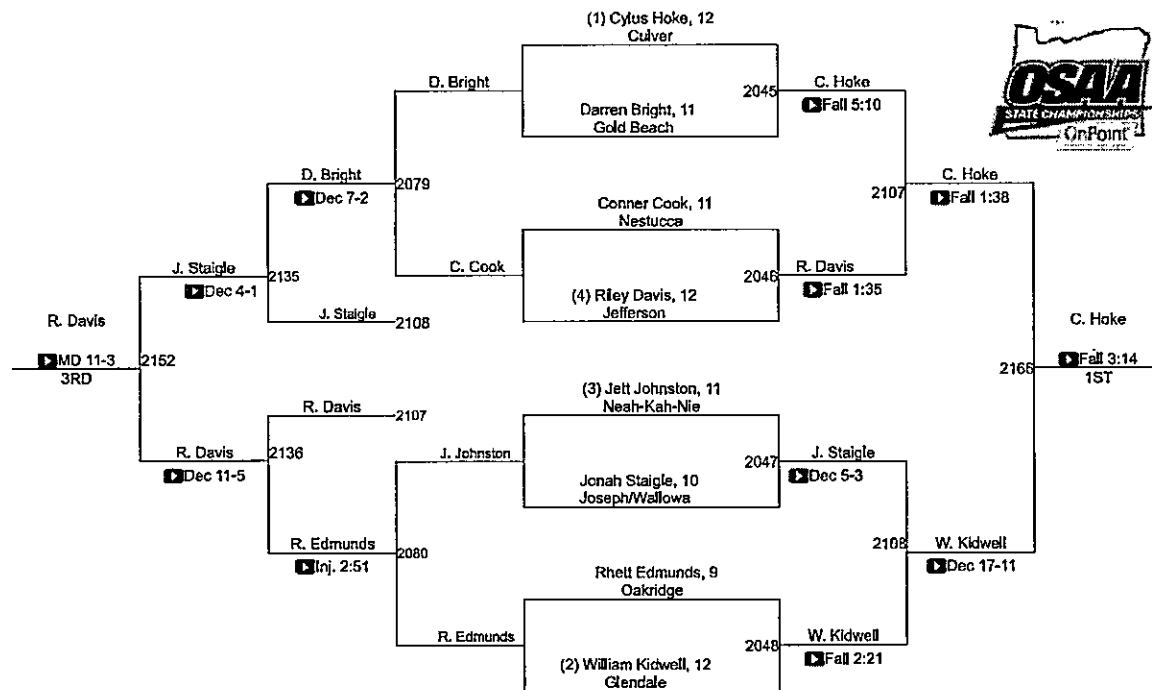 (1) Cylus Hoke, 12
Culver
D. Bright
2045
C. Hoke
Fall 5:10
Darren Bright, 11
Gold Beach
OSAA
STATE CHAMPIONSHIPS
OnPoint
D. Bright
2079
Dec 7-2
Conner Cook, 11
Nestucca
2107
C. Hoke
Fall 1:38
J. Staigle
2135
Dec 4-1
C. Cook
2046
R. Davis
Fall 1:35
(4) Riley Davis, 12
Jefferson
J. Staigle
2108
R. Davis
MD 11-3
2152
3RD
C. Hoke
2166
Fall 3:14
1ST
(3) Jett Johnston, 11
Neah-Kah-Nie
R. Davis
2107
R. Davis
2136
Dec 11-5
J. Johnston
2047
J. Staigle
Dec 5-3
Jonah Staigle, 10
Joseph/Wallowa
R. Edmunds
2080
Inj. 2:51
2108
W. Kidwell
Dec 17-11
Rhett Edmunds, 9
Oakridge
R. Edmunds
2048
W. Kidwell
Fall 2:21
(2) William Kidwell, 12
Glendale